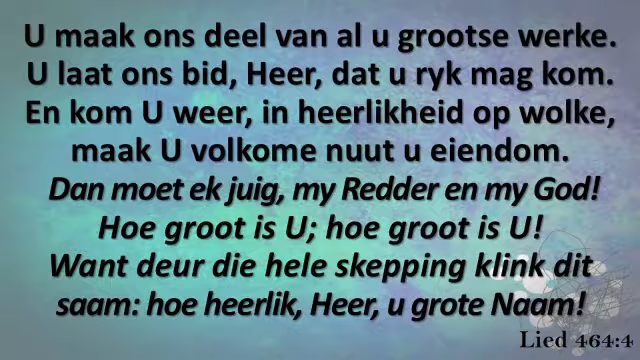 U maak ons deel van al u grootse werke.
U laat ons bid, Heer, dat u ryk mag kom.
En kom U weer, in heerlikheid op wolke,
maak U volkome nuut u eiendom.
Dan moet ek juig, my Redder en my God!
Hoe groot is U; hoe groot is U!
Want deur die hele skepping klink dit
saam: hoe heerlik, Heer, u grote Naam!
Lied 464:4